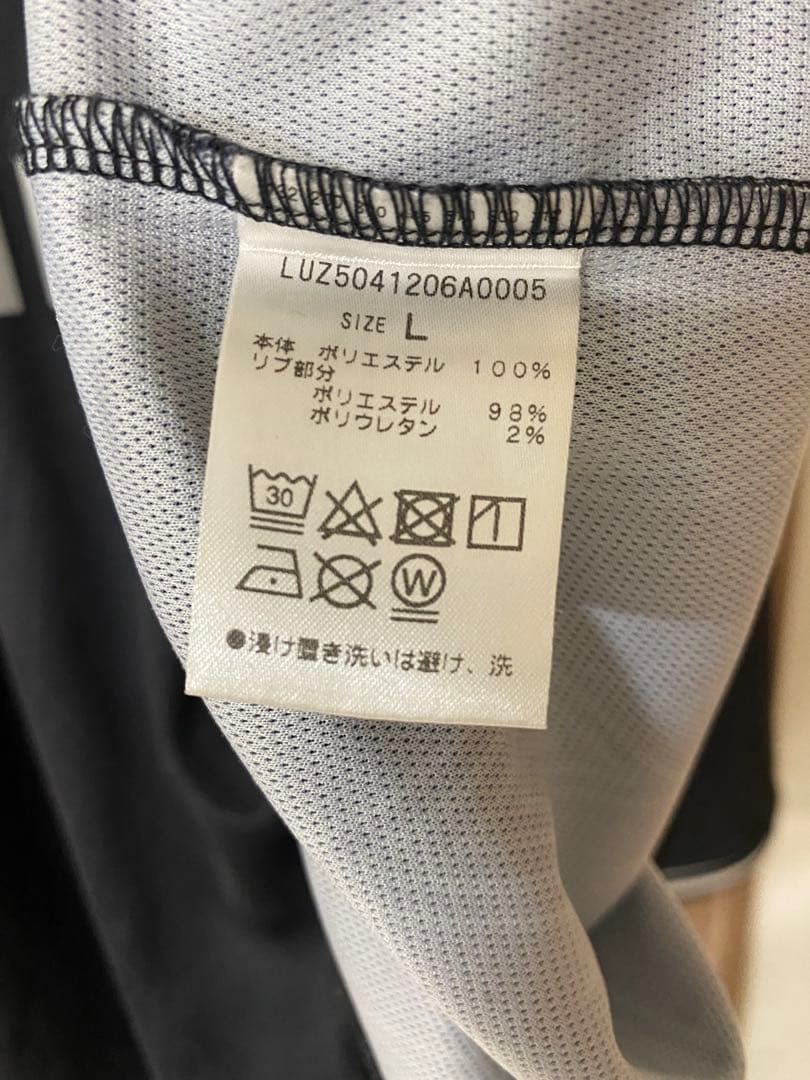 LUZ5041206A0005
SIZE L
本体 ポリエステル 100%
リブ部分
ポリエステル 98%
ポリウレタン 2%
30
W
●浸け置き洗いは避け、洗